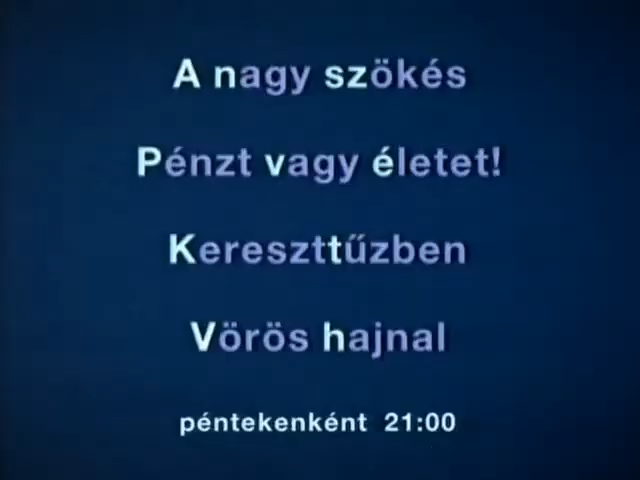 A nagy szökés
Pénzt vagy életet!
Kereszttűzben
Vörös hajnal
péntekenként 21:00